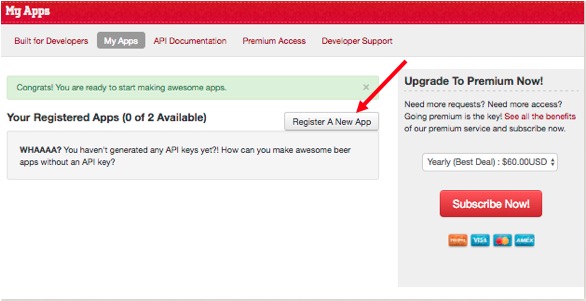 My Apps
Built for Developers My Apps API Documentation Premium Access Developer Support
Congrats! You are ready to start making awesome apps. ×
Your Registered Apps (0 of 2 Available)
Register A New App
WHAAAA? You haven't generated any API keys yet?! How can you make awesome beer
apps without an API key?
Upgrade To Premium Now!
Need more requests? Need more access?
Going premium is the key! See all the benefits
of our premium service and subscribe now.
Yearly (Best Deal) : $60.00USD
Subscribe Now!
PAYPAL VISA MasterCard AMEX